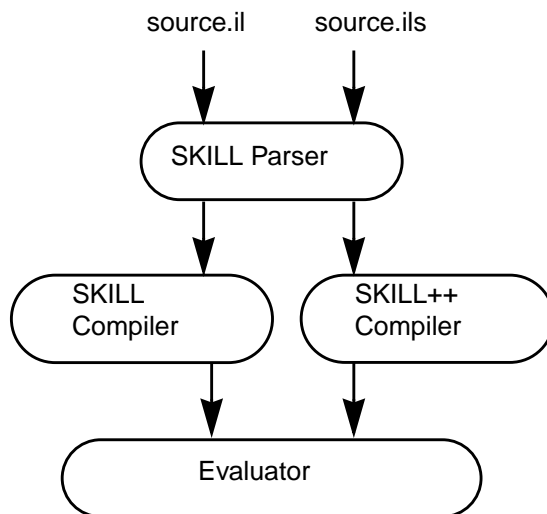 source.il source.ils
SKILL Parser
SKILL
Compiler
SKILL++
Compiler
Evaluator